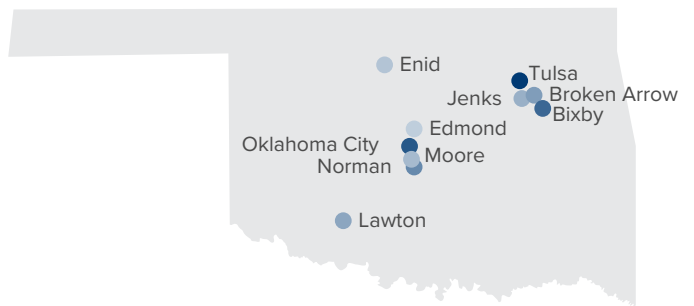 Enid
Tulsa
Jenks
Broken Arrow
Bixby
Edmond
Oklahoma City
Moore
Norman
Lawton